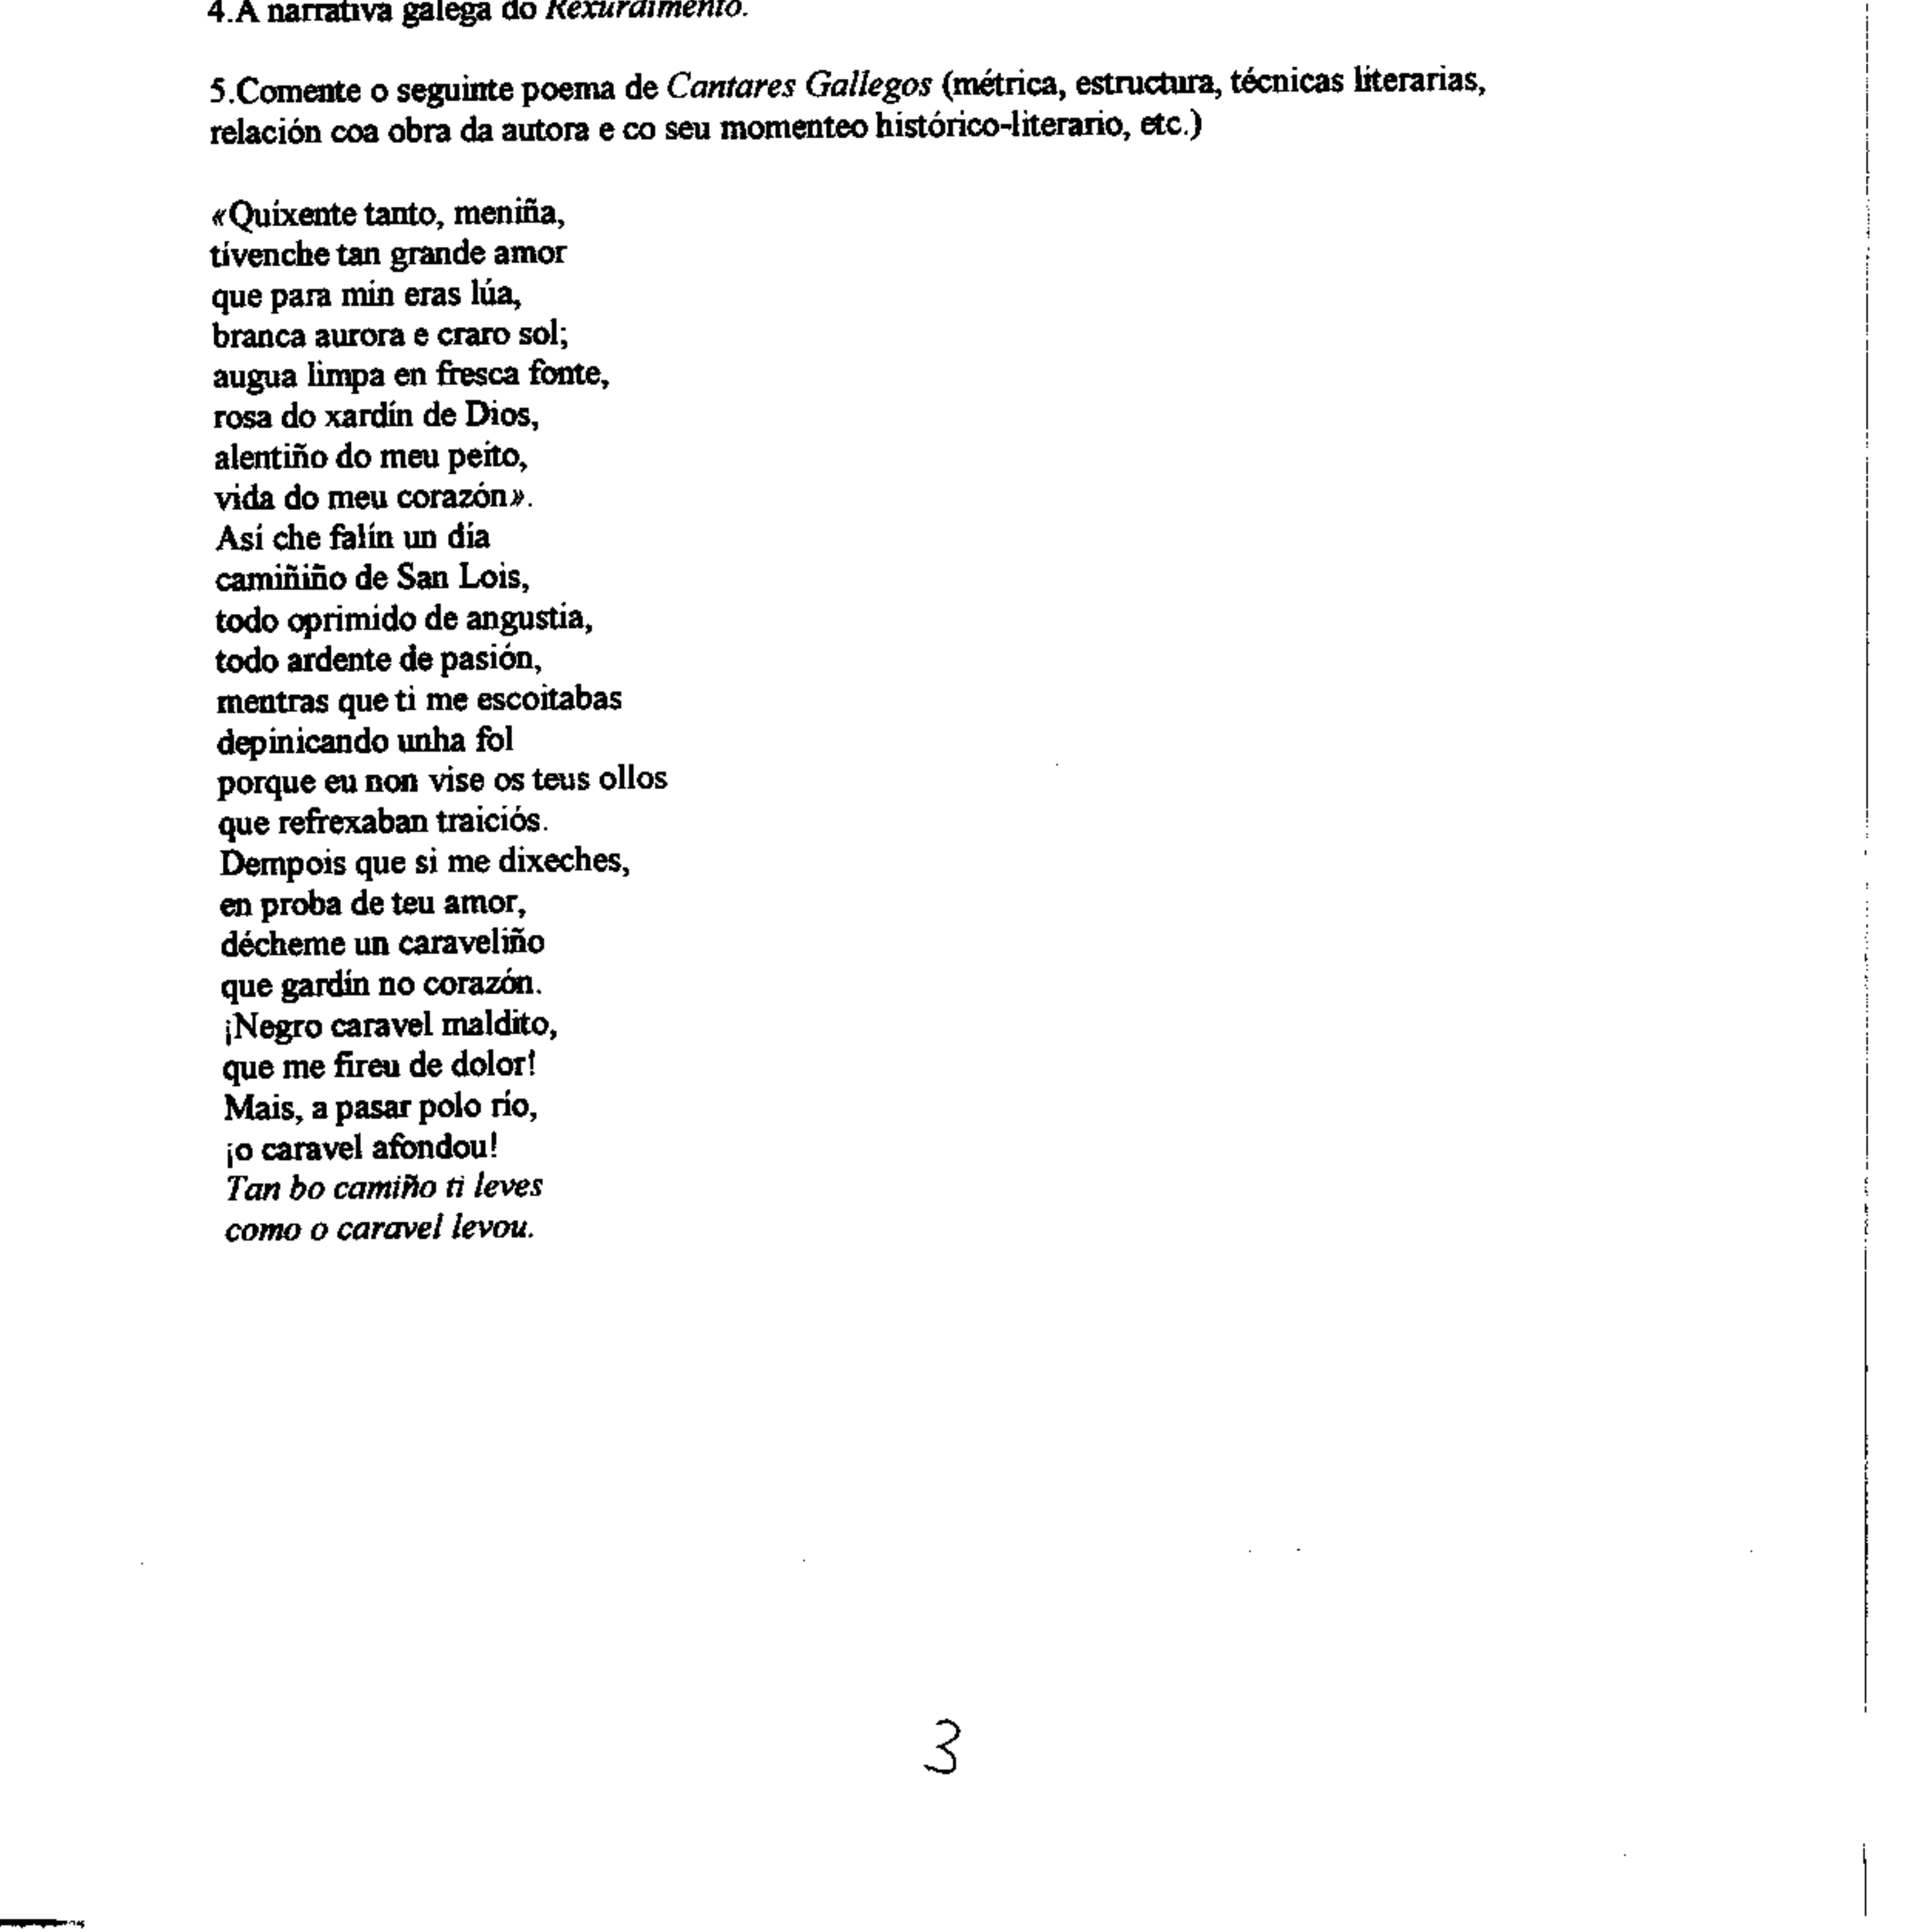 4.A narrativa galega do Rexurdimento.
5.Comente o seguinte poema de Cantares Gallegos (métrica, estructura, técnicas literarias,
relación coa obra da autora e co seu momenteo histórico-literario, etc.)
«Quíxente tanto, meniña,
tívenche tan grande amor
que para min eras lúa,
branca aurora e craro sol;
augua limpa en fresca fonte,
rosa do xardín de Dios,
alentiño do meu peito,
vida do meu corazón».
Así che falín un día
camiñiño de San Lois,
todo oprimido de angustia,
todo ardente de pasión,
mentras que ti me escoitabas
depinicando unha fol
porque eu non vise os teus ollos
que refrexaban traiciós.
Dempois que si me dixeches,
en proba de teu amor,
décheme un caraveliño
que gardín no corazón.
¡Negro caravel maldito,
que me fireu de dolor!
Mais, a pasar polo río,
¡o caravel afondou!
Tan bo camiño ti leves
como o caravel levou.
3